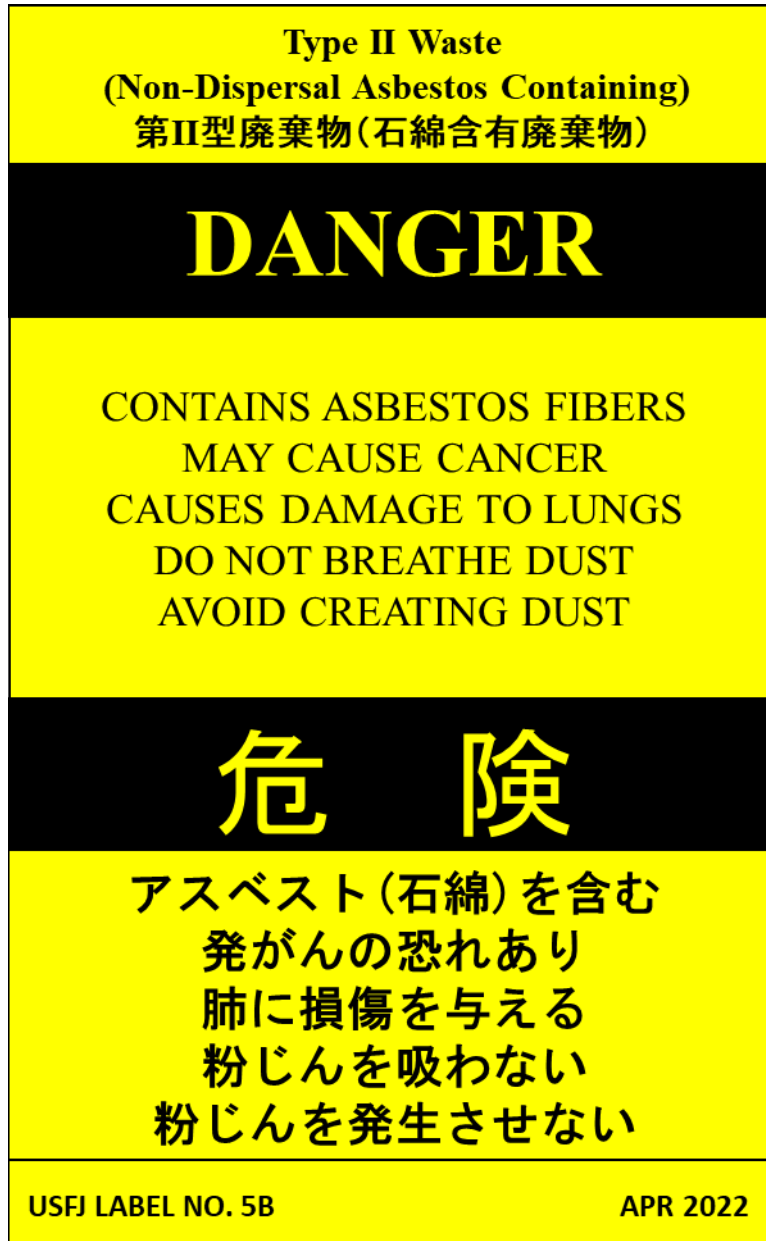 Type II Waste
(Non-Dispersal Asbestos Containing)
第II型廃棄物(石綿含有廃棄物)
DANGER
CONTAINS ASBESTOS FIBERS
MAY CAUSE CANCER
CAUSES DAMAGE TO LUNGS
DO NOT BREATHE DUST
AVOID CREATING DUST
危 険
アスベスト(石綿)を含む
発がんの恐れあり
肺に損傷を与える
粉じんを吸わない
粉じんを発生させない
USFJ LABEL NO. 5B APR 2022